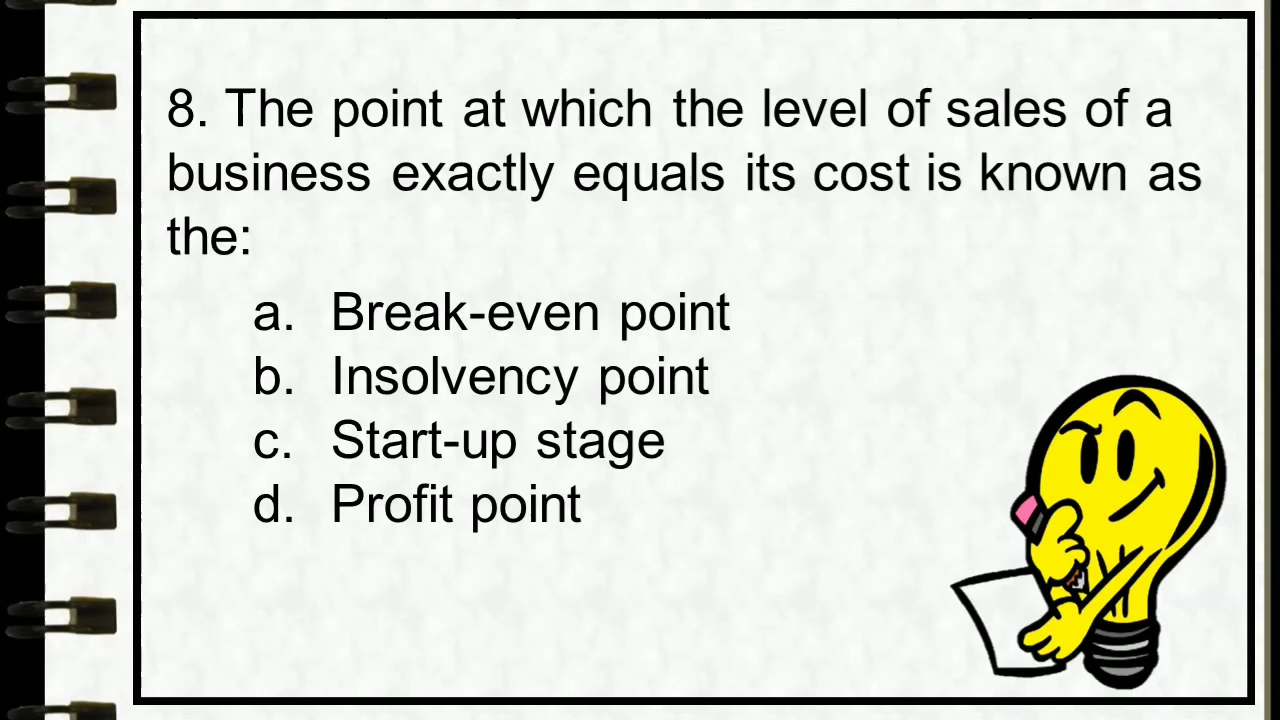 8. The point at which the level of sales of a
business exactly equals its cost is known as
the:
a. Break-even point
b. Insolvency point
c. Start-up stage
d. Profit point